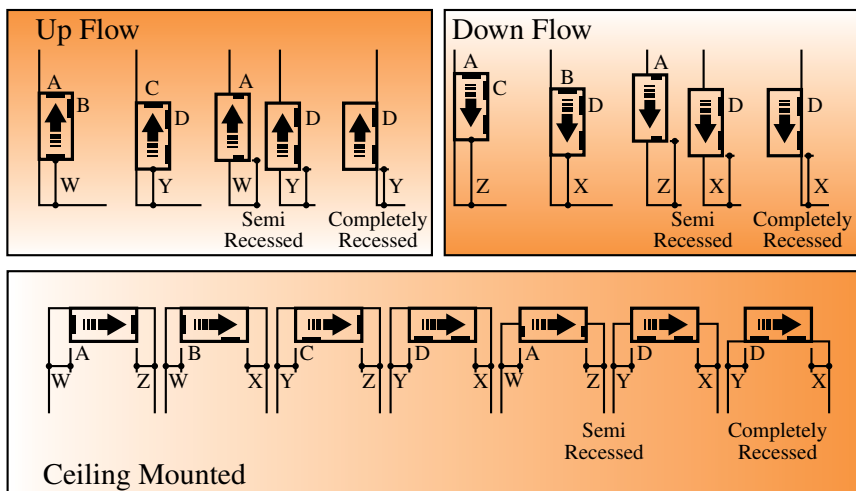 Up Flow
A
B
C
D
A
D
D
W
Y
W
Y
Y
Semi
Recessed
Completely
Recessed
Down Flow
A
C
B
D
A
D
D
Z
X
Z
X
X
Semi
Recessed
Completely
Recessed
A
B
C
D
A
D
D
W
Z
W
X
Y
Z
Y
X
W
Z
Y
X
Y
X
Semi
Recessed
Completely
Recessed
Ceiling Mounted